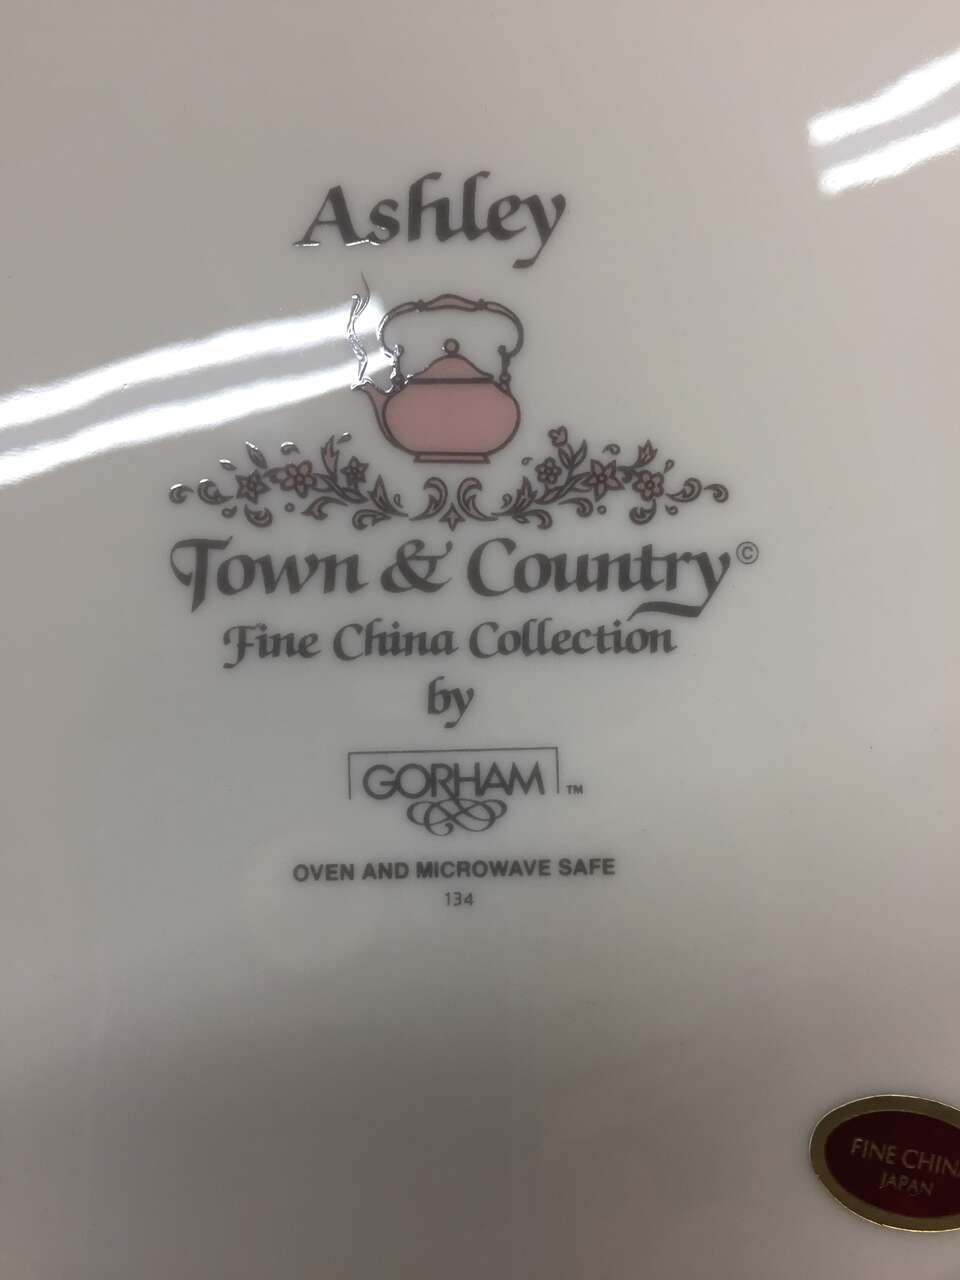 Ashley
Town & Country©
Fine China Collection
by
GORHAM™
OVEN AND MICROWAVE SAFE
134
FINE CHIN
JAPAN